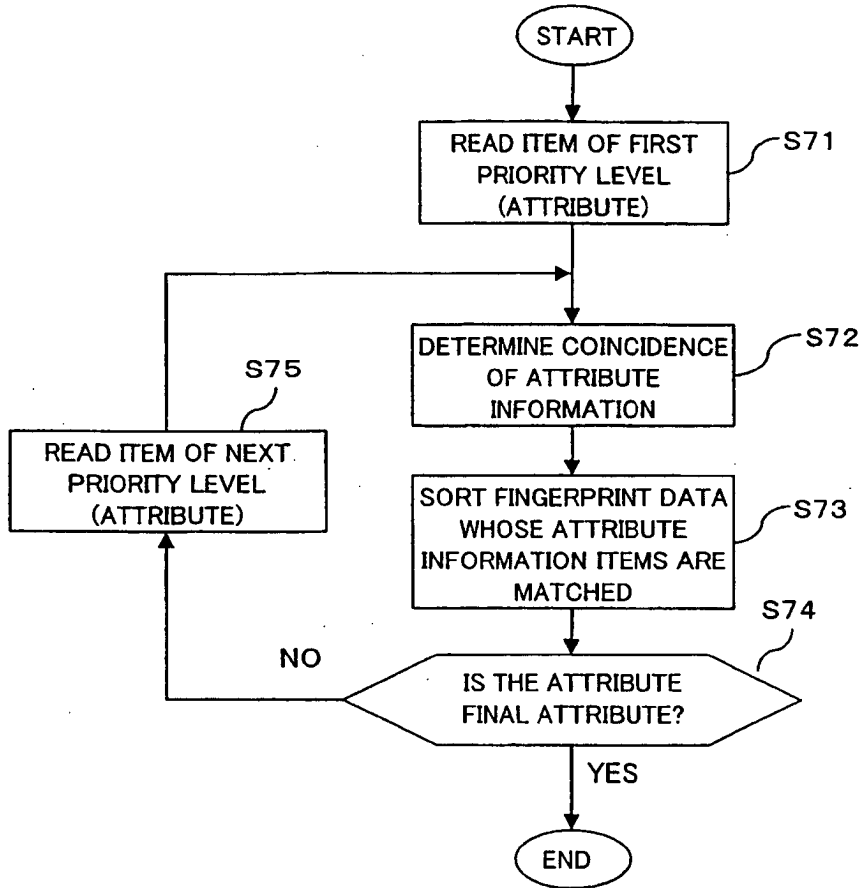 START
READ ITEM OF FIRST
PRIORITY LEVEL
(ATTRIBUTE)
S71
DETERMINE COINCIDENCE
OF ATTRIBUTE
INFORMATION
S72
SORT FINGERPRINT DATA
WHOSE ATTRIBUTE
INFORMATION ITEMS ARE
MATCHED
S73
IS THE ATTRIBUTE
FINAL ATTRIBUTE?
S74
NO
S75
READ ITEM OF NEXT
PRIORITY LEVEL
(ATTRIBUTE)
YES
END